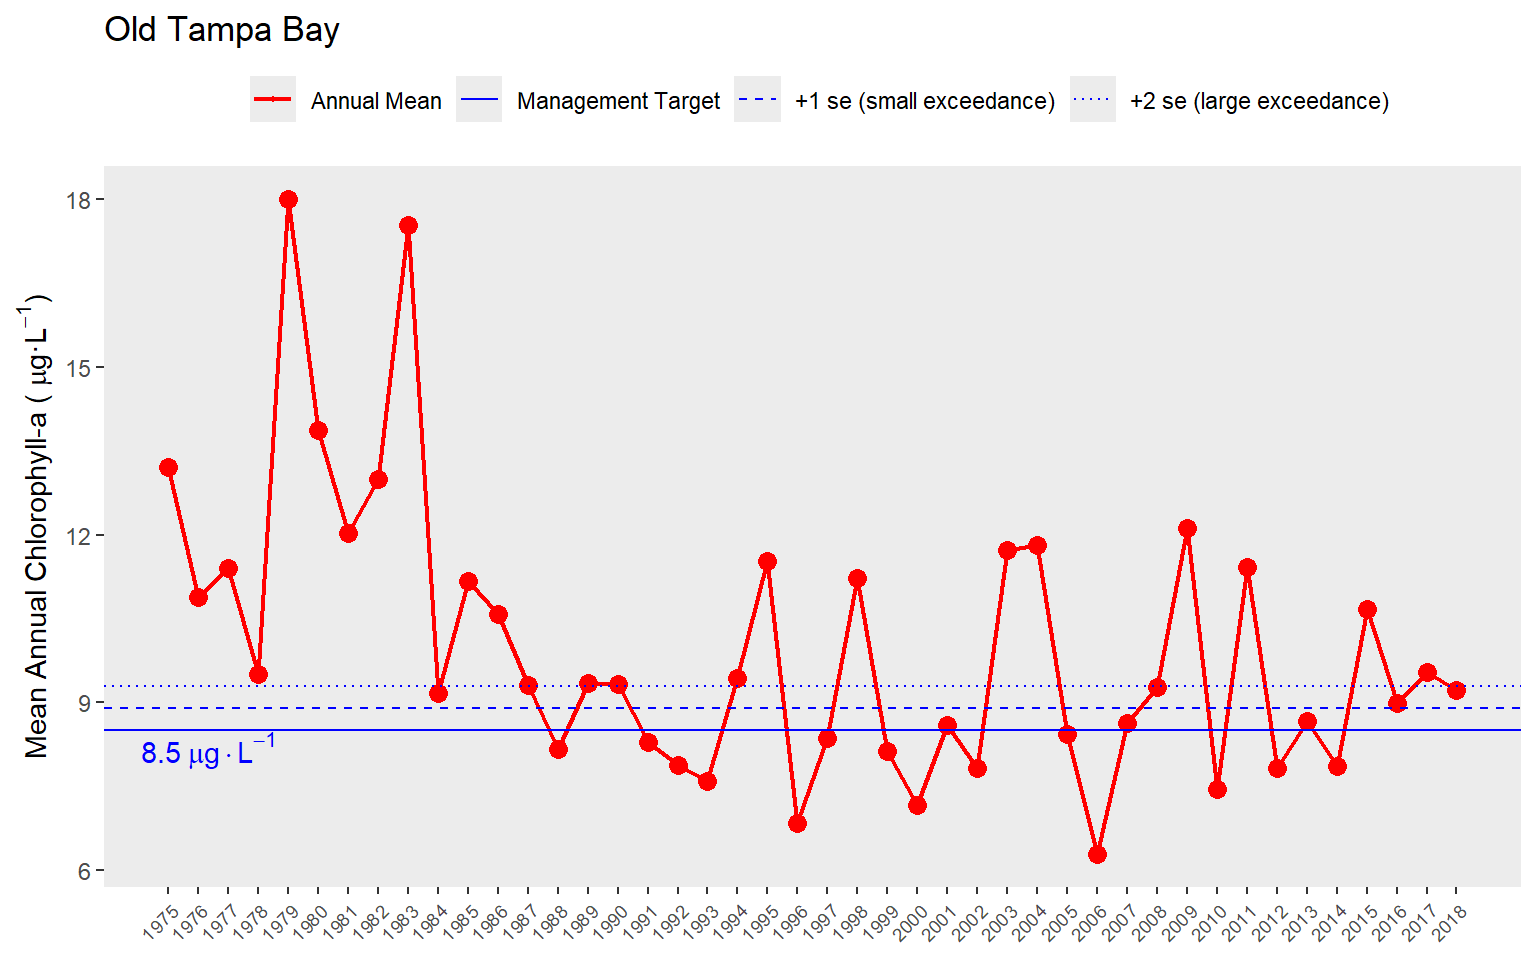 Old Tampa Bay
Annual Mean Management Target +1 se (small exceedance) +2 se (large exceedance)
Mean Annual Chlorophyll-a ( μg·L⁻¹)
18
15
12
9
6
8.5 μg·L⁻¹
1975 1976 1977 1978 1979 1980 1981 1982 1983 1984 1985 1986 1987 1988 1989 1990 1991 1992 1993 1994 1995 1996 1997 1998 1999 2000 2001 2002 2003 2004 2005 2006 2007 2008 2009 2010 2011 2012 2013 2014 2015 2016 2017 2018